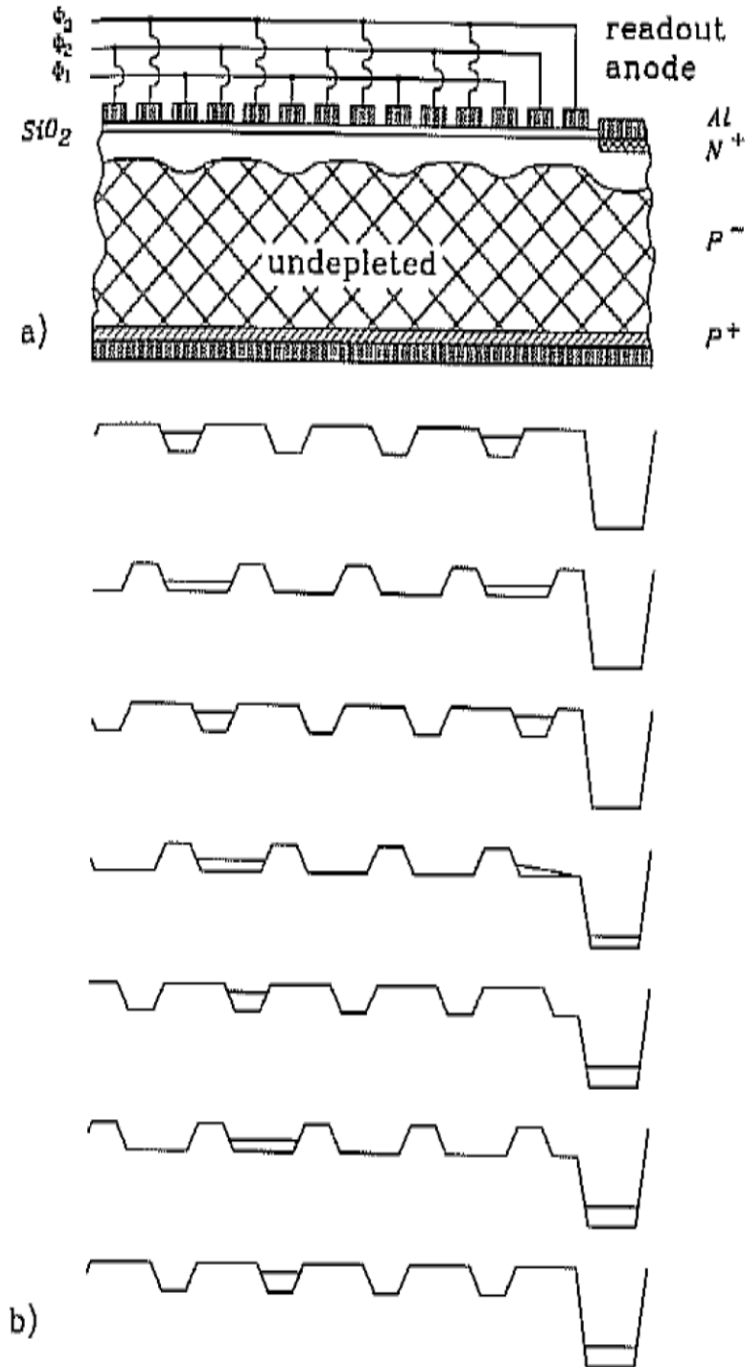 Φ3
Φ2
Φ1
readout
anode
SiO2
Al
N+
undepleted
P-
P+
a)
b)